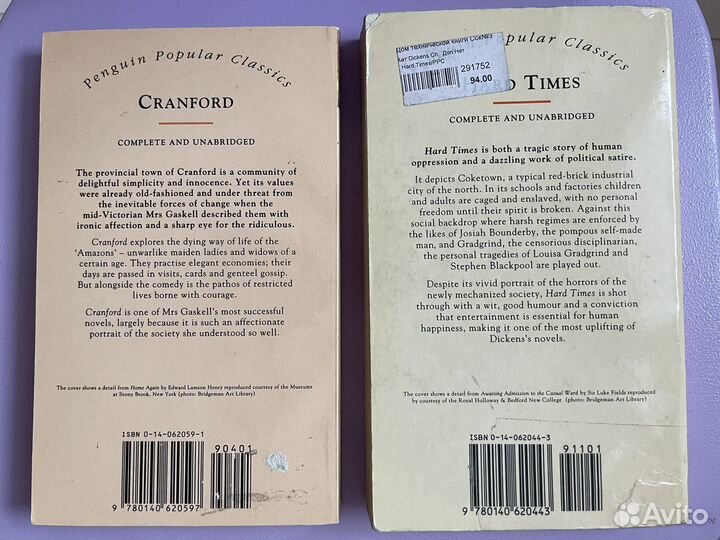 Penguin Popular Classics
CRANFORD
COMPLETE AND UNABRIDGED
The provincial town of Cranford is a community of
delightful simplicity and innocence. Yet its values
were already old-fashioned and under threat from
the inevitable forces of change when the
mid-Victorian Mrs Gaskell described them with
ironic affection and a sharp eye for the ridiculous.
Cranford explores the dying way of life of the
'Amazons' – unwarlike maiden ladies and widows of a
certain age. They practise elegant economies; their
days are passed in visits, cards and genteel gossip.
But alongside the comedy is the pathos of restricted
lives borne with courage.
Cranford is one of Mrs Gaskell's most successful
novels, largely because it is such an affectionate
portrait of the society she understood so well.
The cover shows a detail from Home Again by Edward Lamson Henry reproduced courtesy of the Museums
at Stony Brook, New York (photo: Bridgeman Art Library)
ISBN 0-14-062059-1
90401
9 780140 620597
Дом технической книги Сок№3
Кат Dickens Ch, Доп:Нет
Hard Times/PPC
291752
94.00
Popular Classics
TIMES
COMPLETE AND UNABRIDGED
Hard Times is both a tragic story of human
oppression and a dazzling work of political satire.
It depicts Coketown, a typical red-brick industrial
city of the north. In its schools and factories children
and adults are caged and enslaved, with no personal
freedom until their spirit is broken. Against this
social backdrop where harsh regimes are enforced by
the likes of Josiah Bounderby, the pompous self-made
man, and Gradgrind, the censorious disciplinarian,
the personal tragedies of Louisa Gradgrind and
Stephen Blackpool are played out.
Despite its vivid portrait of the horrors of the
newly mechanized society, Hard Times is shot
through with a wit, good humour and a conviction
that entertainment is essential for human
happiness, making it one of the most uplifting of
Dickens's novels.
The cover shows a detail from Awaiting Admission to the Casual Ward by Sir Luke Fields reproduced
by courtesy of the Royal Holloway & Bedford New College (photo: Bridgeman Art Library)
ISBN 0-14-062044-3
91101
9 780140 620443
Avito